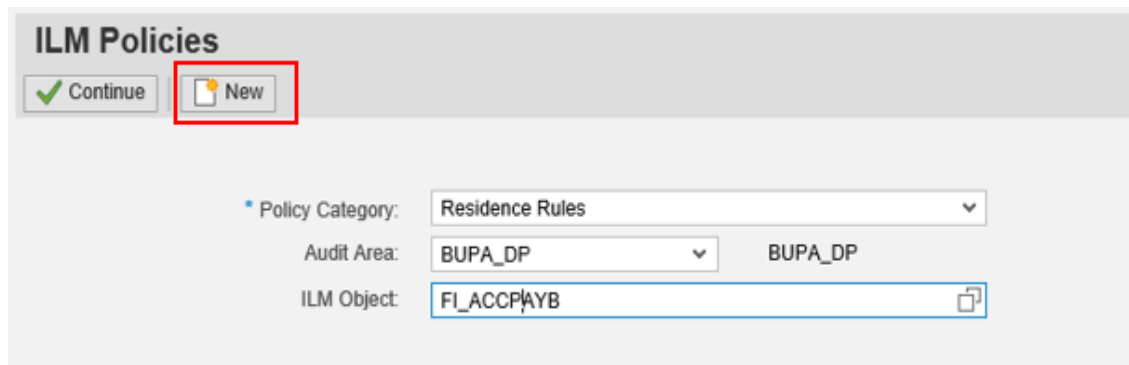 ILM Policies
Continue New
* Policy Category: Residence Rules
Audit Area: BUPA_DP BUPA_DP
ILM Object: FI_ACCPAYB